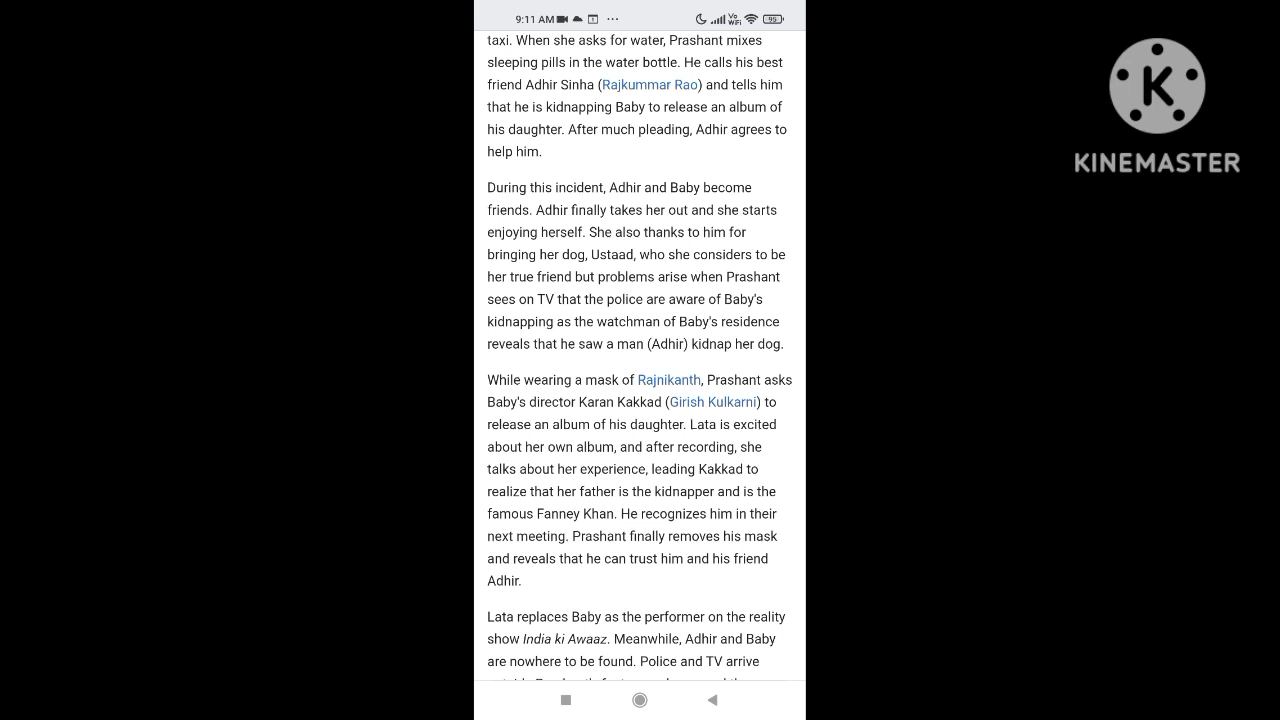 9:11 AM
Vo
WiFi
95
taxi. When she asks for water, Prashant mixes
sleeping pills in the water bottle. He calls his best
friend Adhir Sinha (Rajkummar Rao) and tells him
that he is kidnapping Baby to release an album of
his daughter. After much pleading, Adhir agrees to
help him.
During this incident, Adhir and Baby become
friends. Adhir finally takes her out and she starts
enjoying herself. She also thanks to him for
bringing her dog, Ustaad, who she considers to be
her true friend but problems arise when Prashant
sees on TV that the police are aware of Baby's
kidnapping as the watchman of Baby's residence
reveals that he saw a man (Adhir) kidnap her dog.
While wearing a mask of Rajnikanth, Prashant asks
Baby's director Karan Kakkad (Girish Kulkarni) to
release an album of his daughter. Lata is excited
about her own album, and after recording, she
talks about her experience, leading Kakkad to
realize that her father is the kidnapper and is the
famous Fanney Khan. He recognizes him in their
next meeting. Prashant finally removes his mask
and reveals that he can trust him and his friend
Adhir.
Lata replaces Baby as the performer on the reality
show India ki Awaaz. Meanwhile, Adhir and Baby
are nowhere to be found. Police and TV arrive
K
KINEMASTER